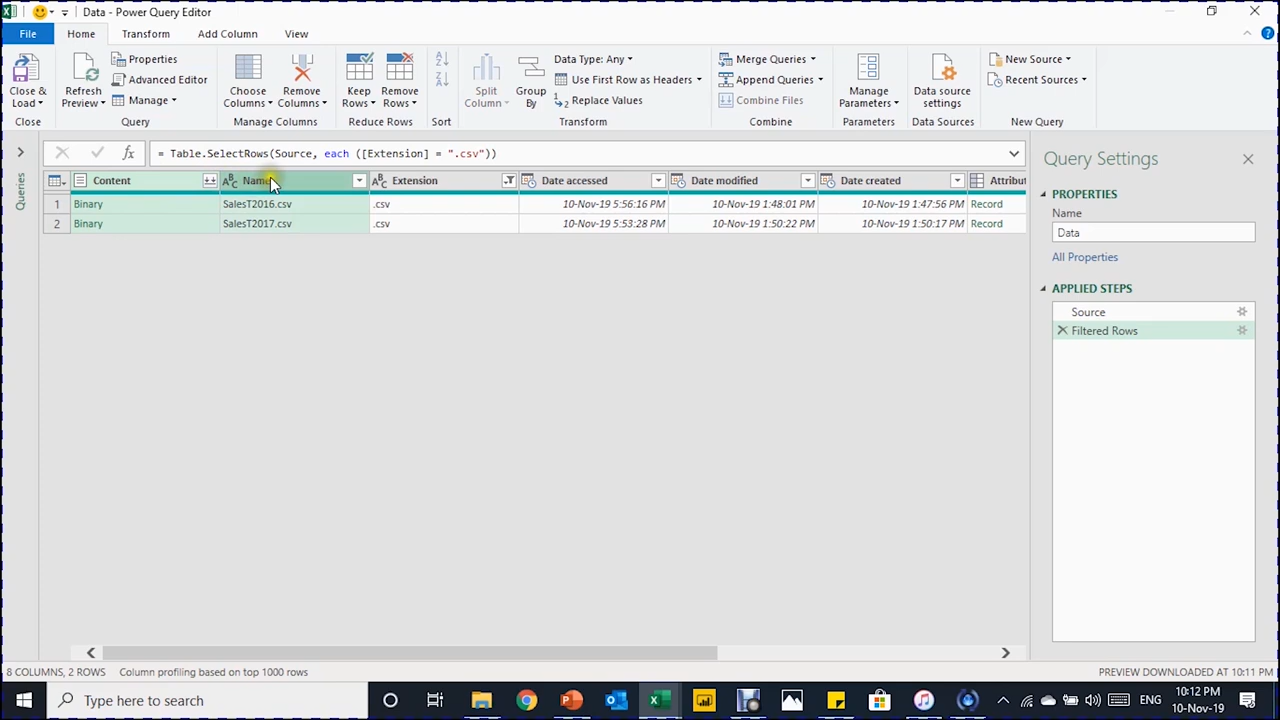 Data - Power Query Editor
File Home Transform Add Column View
Close & Load
Close
Refresh Preview
Properties
Advanced Editor
Manage
Query
Choose Columns
Remove Columns
Manage Columns
Keep Rows
Remove Rows
Reduce Rows
Sort
Split Column
Group By
Data Type: Any
Use First Row as Headers
Replace Values
Transform
Merge Queries
Append Queries
Combine Files
Combine
Manage Parameters
Parameters
Data source settings
Data Sources
New Source
Recent Sources
New Query
= Table.SelectRows(Source, each ([Extension] = ".csv"))
Queries
Content Name Extension Date accessed Date modified Date created Attribut
1 Binary SalesT2016.csv .csv 10-Nov-19 5:56:16 PM 10-Nov-19 1:48:01 PM 10-Nov-19 1:47:56 PM Record
2 Binary SalesT2017.csv .csv 10-Nov-19 5:53:28 PM 10-Nov-19 1:50:22 PM 10-Nov-19 1:50:17 PM Record
Query Settings
PROPERTIES
Name
Data
All Properties
APPLIED STEPS
Source
Filtered Rows
8 COLUMNS, 2 ROWS Column profiling based on top 1000 rows PREVIEW DOWNLOADED AT 10:11 PM
Type here to search
ENG
10:12 PM
10-Nov-19